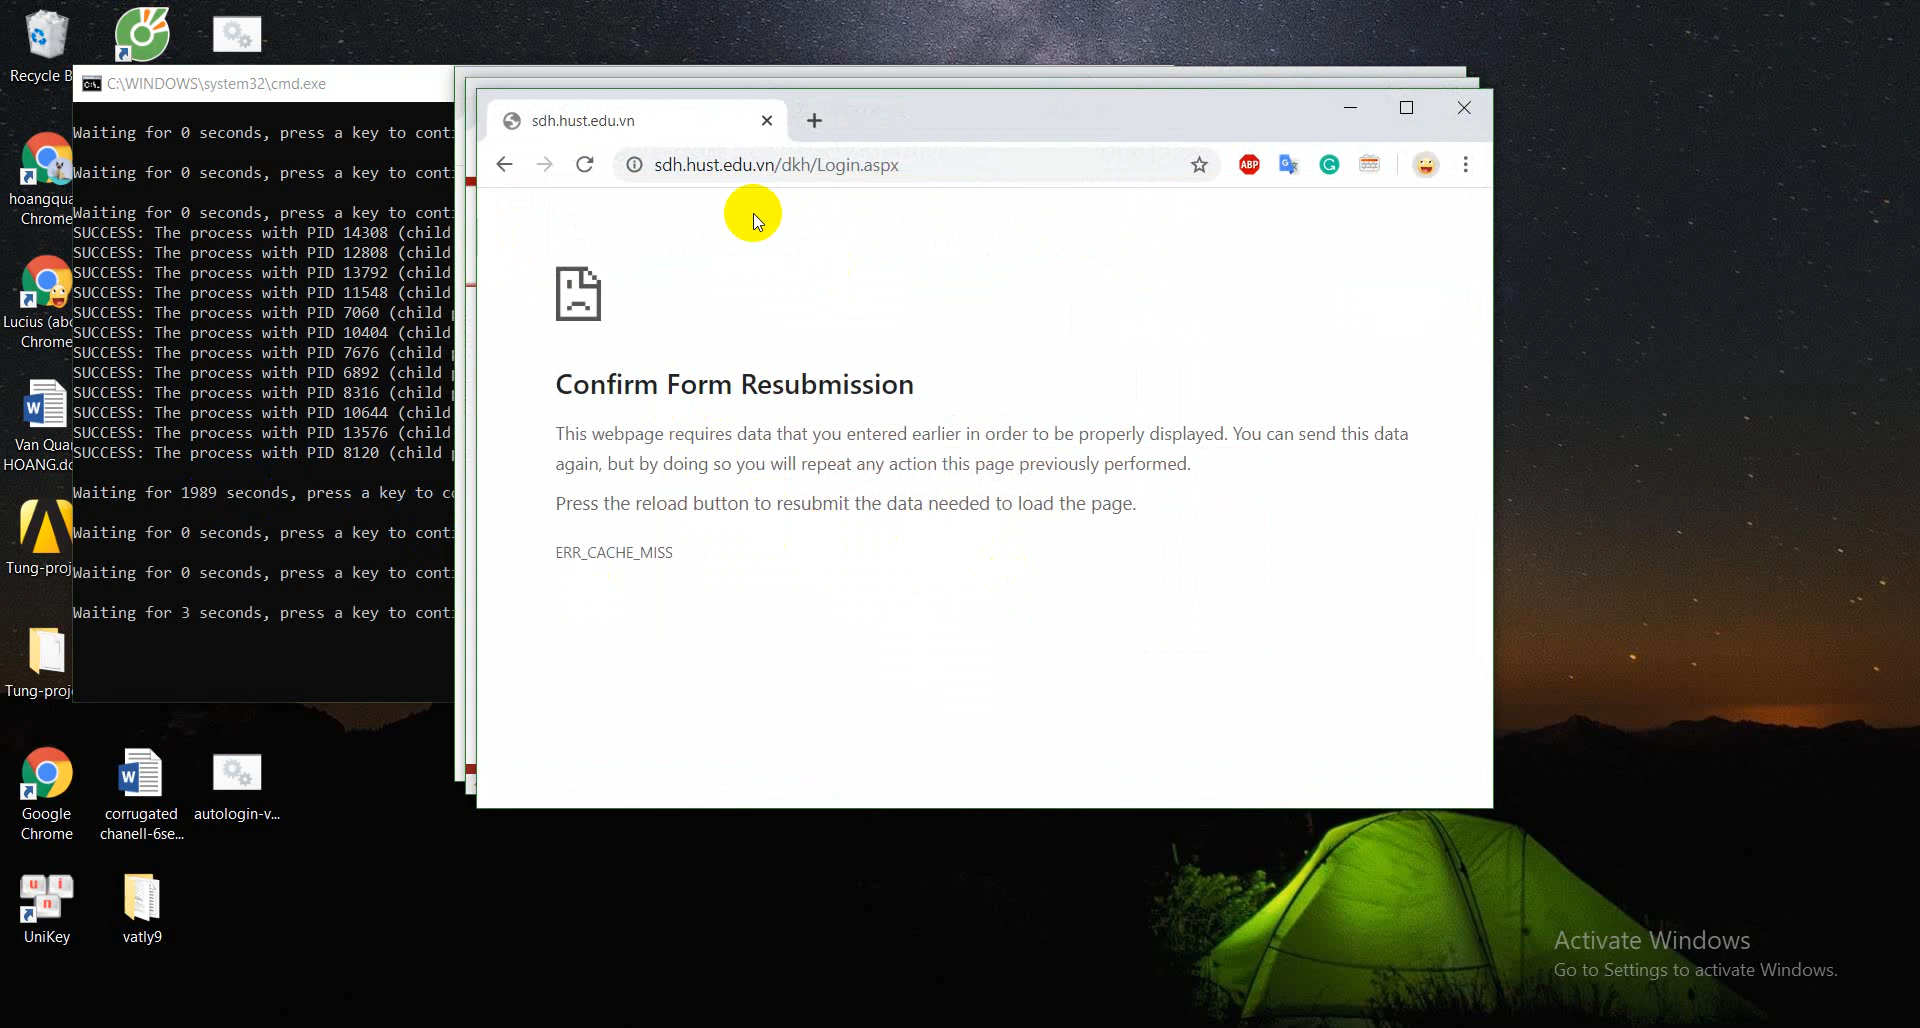 Recycle B
C:\WINDOWS\system32\cmd.exe
Waiting for 0 seconds, press a key to conti
Waiting for 0 seconds, press a key to conti
Waiting for 0 seconds, press a key to conti
SUCCESS: The process with PID 14308 (child
SUCCESS: The process with PID 12808 (child
SUCCESS: The process with PID 13792 (child
SUCCESS: The process with PID 11548 (child
SUCCESS: The process with PID 7060 (child p
SUCCESS: The process with PID 10404 (child
SUCCESS: The process with PID 7676 (child p
SUCCESS: The process with PID 6892 (child p
SUCCESS: The process with PID 8316 (child p
SUCCESS: The process with PID 10644 (child
SUCCESS: The process with PID 13576 (child
SUCCESS: The process with PID 8120 (child p
Waiting for 1989 seconds, press a key to co
Waiting for 0 seconds, press a key to conti
Waiting for 0 seconds, press a key to conti
Waiting for 3 seconds, press a key to conti
sdh.hust.edu.vn
sdh.hust.edu.vn/dkh/Login.aspx
ABP
Confirm Form Resubmission
This webpage requires data that you entered earlier in order to be properly displayed. You can send this data
again, but by doing so you will repeat any action this page previously performed.
Press the reload button to resubmit the data needed to load the page.
ERR_CACHE_MISS
hoangqua
Chrome
Lucius (abc
Chrome
Van Qua
HOANG.do
Tung-proj
Tung-proj
Google
Chrome
corrugated
chanell-6se...
autologin-v...
u i
n
UniKey
vatly9
Activate Windows
Go to Settings to activate Windows.